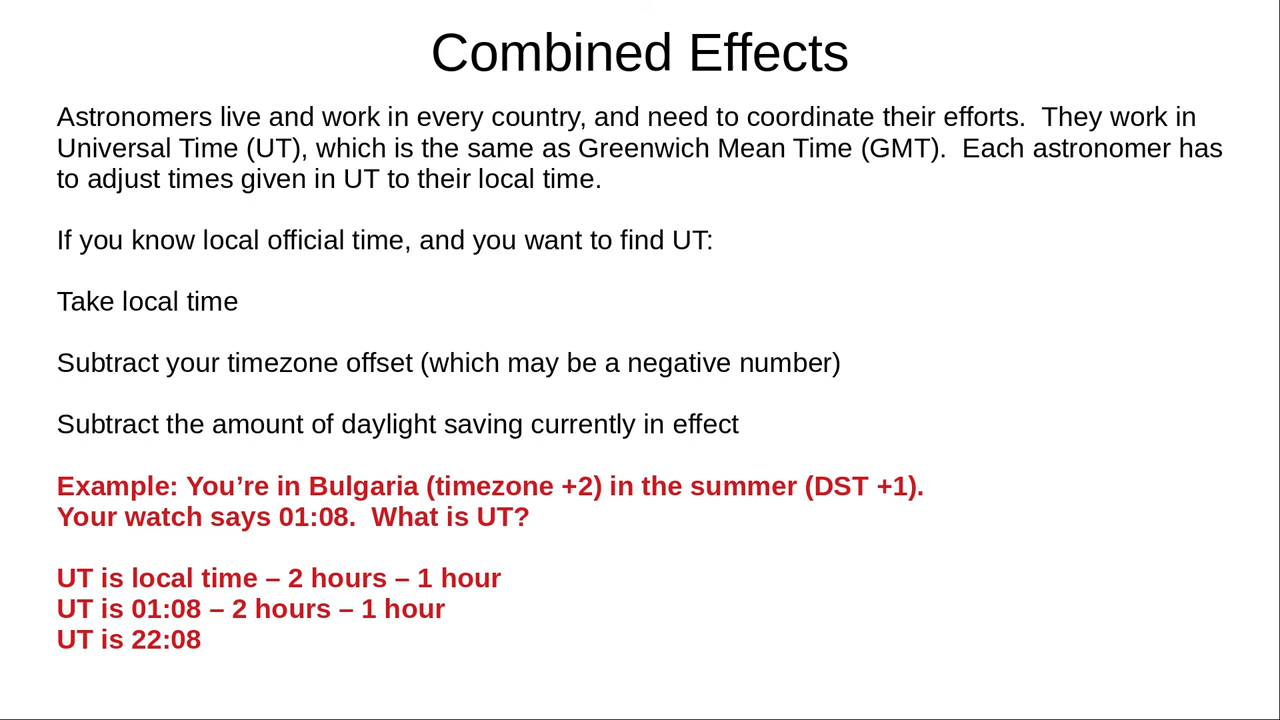 Combined Effects
Astronomers live and work in every country, and need to coordinate their efforts.  They work in
Universal Time (UT), which is the same as Greenwich Mean Time (GMT).  Each astronomer has
to adjust times given in UT to their local time.
If you know local official time, and you want to find UT:
Take local time
Subtract your timezone offset (which may be a negative number)
Subtract the amount of daylight saving currently in effect
Example: You’re in Bulgaria (timezone +2) in the summer (DST +1).
Your watch says 01:08.  What is UT?
UT is local time – 2 hours – 1 hour
UT is 01:08 – 2 hours – 1 hour
UT is 22:08